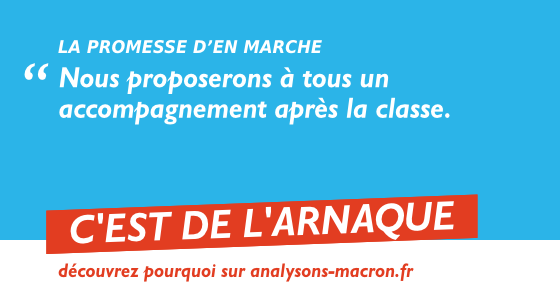 LA PROMESSE D’EN MARCHE
“ Nous proposerons à tous un
accompagnement après la classe.
C'EST DE L'ARNAQUE
découvrez pourquoi sur analysons-macron.fr